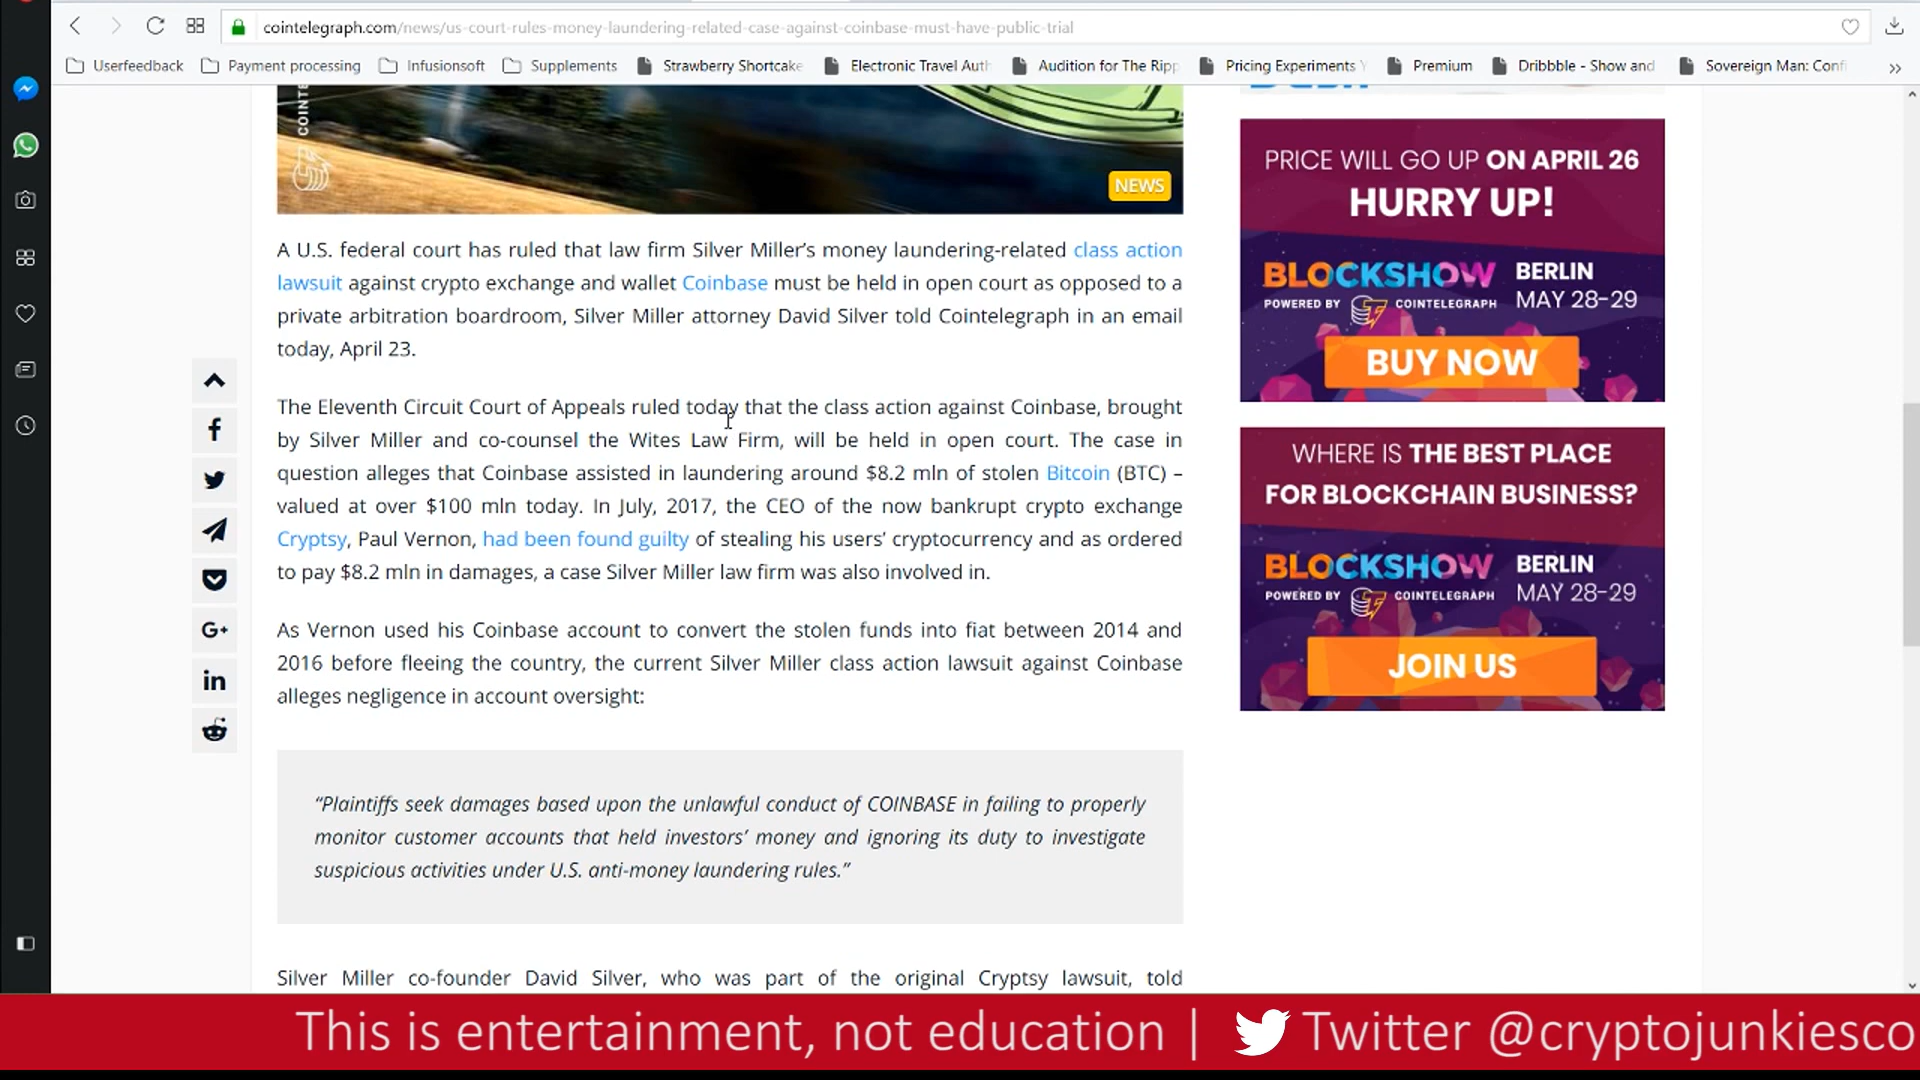 cointelegraph.com/news/us-court-rules-money-laundering-related-case-against-coinbase-must-have-public-trial
Userfeedback Payment processing Infusionsoft Supplements Strawberry Shortcake Electronic Travel Auth Audition for The Ripp Pricing Experiments Premium Dribbble - Show and Sovereign Man: Conf
COINTE
NEWS
A U.S. federal court has ruled that law firm Silver Miller's money laundering-related class action
lawsuit against crypto exchange and wallet Coinbase must be held in open court as opposed to a
private arbitration boardroom, Silver Miller attorney David Silver told Cointelegraph in an email
today, April 23.
The Eleventh Circuit Court of Appeals ruled today that the class action against Coinbase, brought
by Silver Miller and co-counsel the Wites Law Firm, will be held in open court. The case in
question alleges that Coinbase assisted in laundering around $8.2 mln of stolen Bitcoin (BTC) –
valued at over $100 mln today. In July, 2017, the CEO of the now bankrupt crypto exchange
Cryptsy, Paul Vernon, had been found guilty of stealing his users' cryptocurrency and as ordered
to pay $8.2 mln in damages, a case Silver Miller law firm was also involved in.
As Vernon used his Coinbase account to convert the stolen funds into fiat between 2014 and
2016 before fleeing the country, the current Silver Miller class action lawsuit against Coinbase
alleges negligence in account oversight:
“Plaintiffs seek damages based upon the unlawful conduct of COINBASE in failing to properly
monitor customer accounts that held investors’ money and ignoring its duty to investigate
suspicious activities under U.S. anti-money laundering rules.”
Silver Miller co-founder David Silver, who was part of the original Cryptsy lawsuit, told
G+
in
PRICE WILL GO UP ON APRIL 26
HURRY UP!
BLOCKSHOW BERLIN
POWERED BY COINTELEGRAPH MAY 28-29
BUY NOW
WHERE IS THE BEST PLACE
FOR BLOCKCHAIN BUSINESS?
BLOCKSHOW BERLIN
POWERED BY COINTELEGRAPH MAY 28-29
JOIN US
This is entertainment, not education | Twitter @cryptojunkiesco